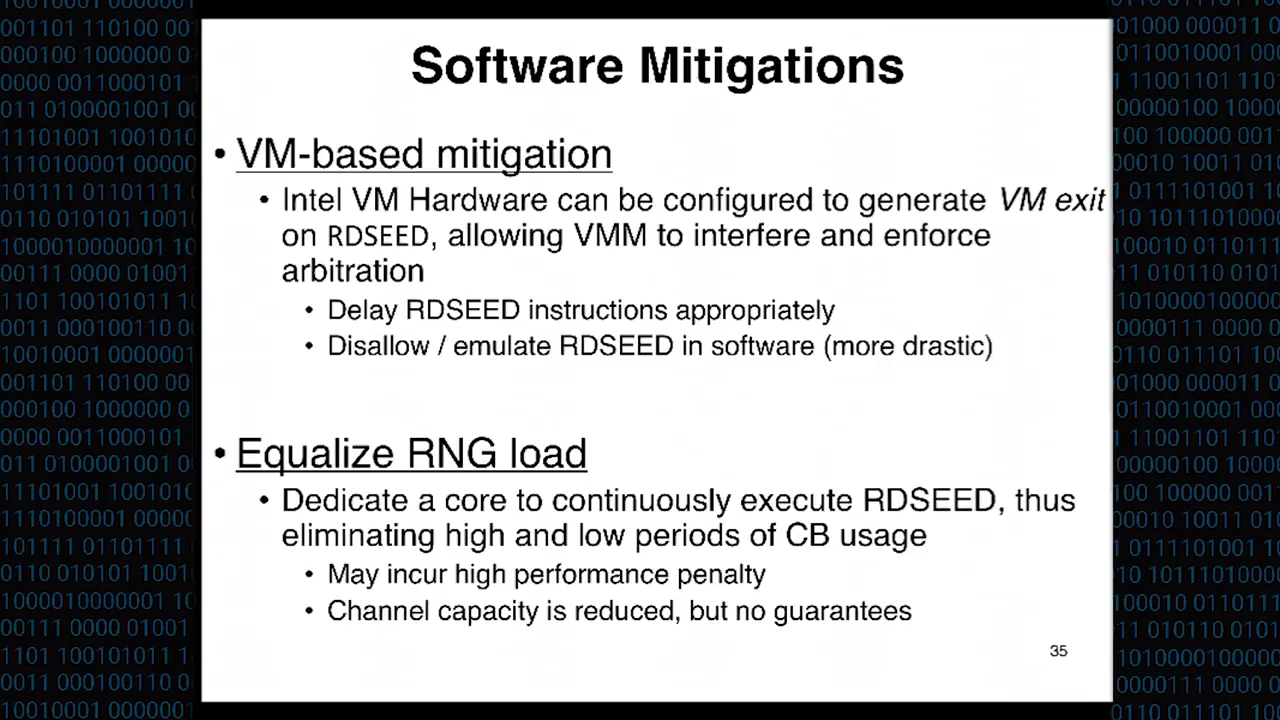 Software Mitigations
• VM-based mitigation
• Intel VM Hardware can be configured to generate VM exit
on RDSEED, allowing VMM to interfere and enforce
arbitration
• Delay RDSEED instructions appropriately
• Disallow / emulate RDSEED in software (more drastic)
• Equalize RNG load
• Dedicate a core to continuously execute RDSEED, thus
eliminating high and low periods of CB usage
• May incur high performance penalty
• Channel capacity is reduced, but no guarantees
35